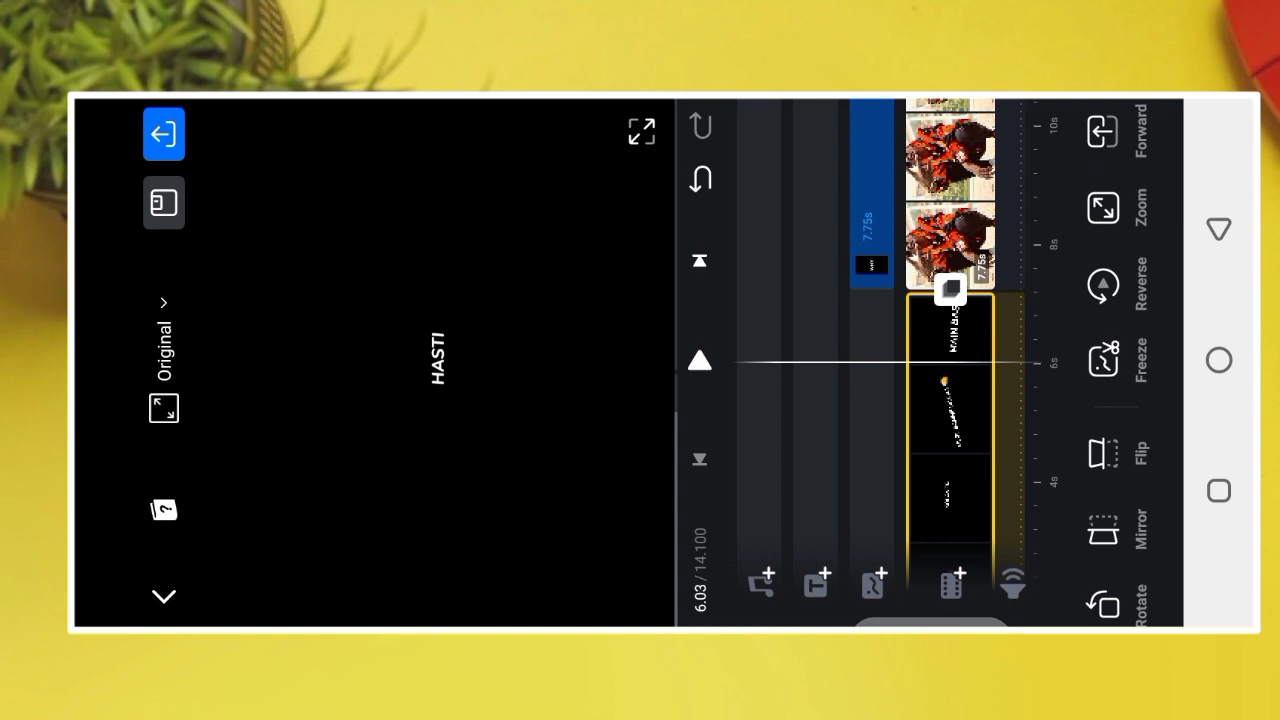 Original
HASTI
6.03 / 14.100
7.75s
7.75s
4s
6s
8s
10s
Rotate
Mirror
Flip
Freeze
Reverse
Zoom
Forward